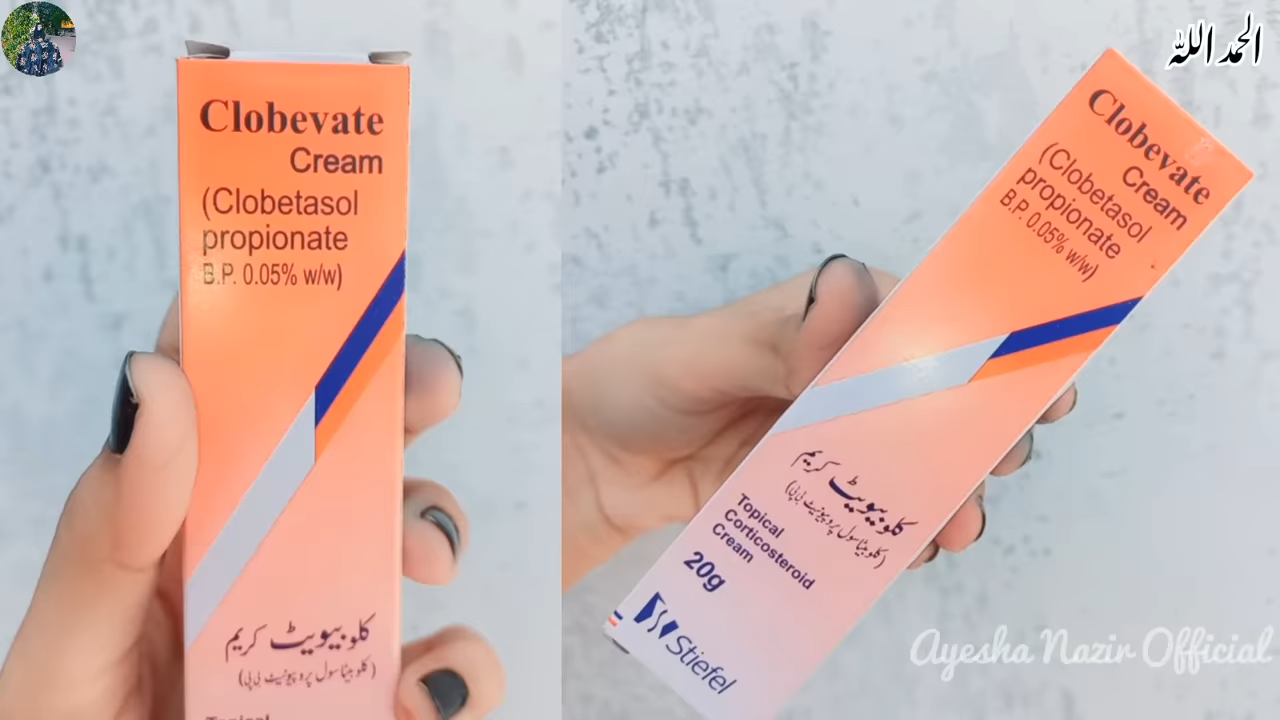 الحمد اللہ
Clobevate
Cream
(Clobetasol
propionate
B.P. 0.05% w/w)
کلوبیویٹ کریم
(کلوبیٹاسول پروپیونیٹ بی پی)
Topical
Clobevate
Cream
(Clobetasol
propionate
B.P. 0.05% w/w)
کلوبیویٹ کریم
(کلوبیٹاسول پروپیونیٹ بی پی)
Topical
Corticosteroid
Cream
20g
Stiefel
Ayesha Nazir Official